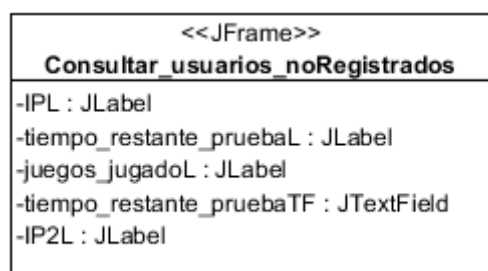 <<JFrame>>
Consultar_usuarios_noRegistrados
-IPL : JLabel
-tiempo_restante_pruebaL : JLabel
-juegos_jugadoL : JLabel
-tiempo_restante_pruebaTF : JTextField
-IP2L : JLabel